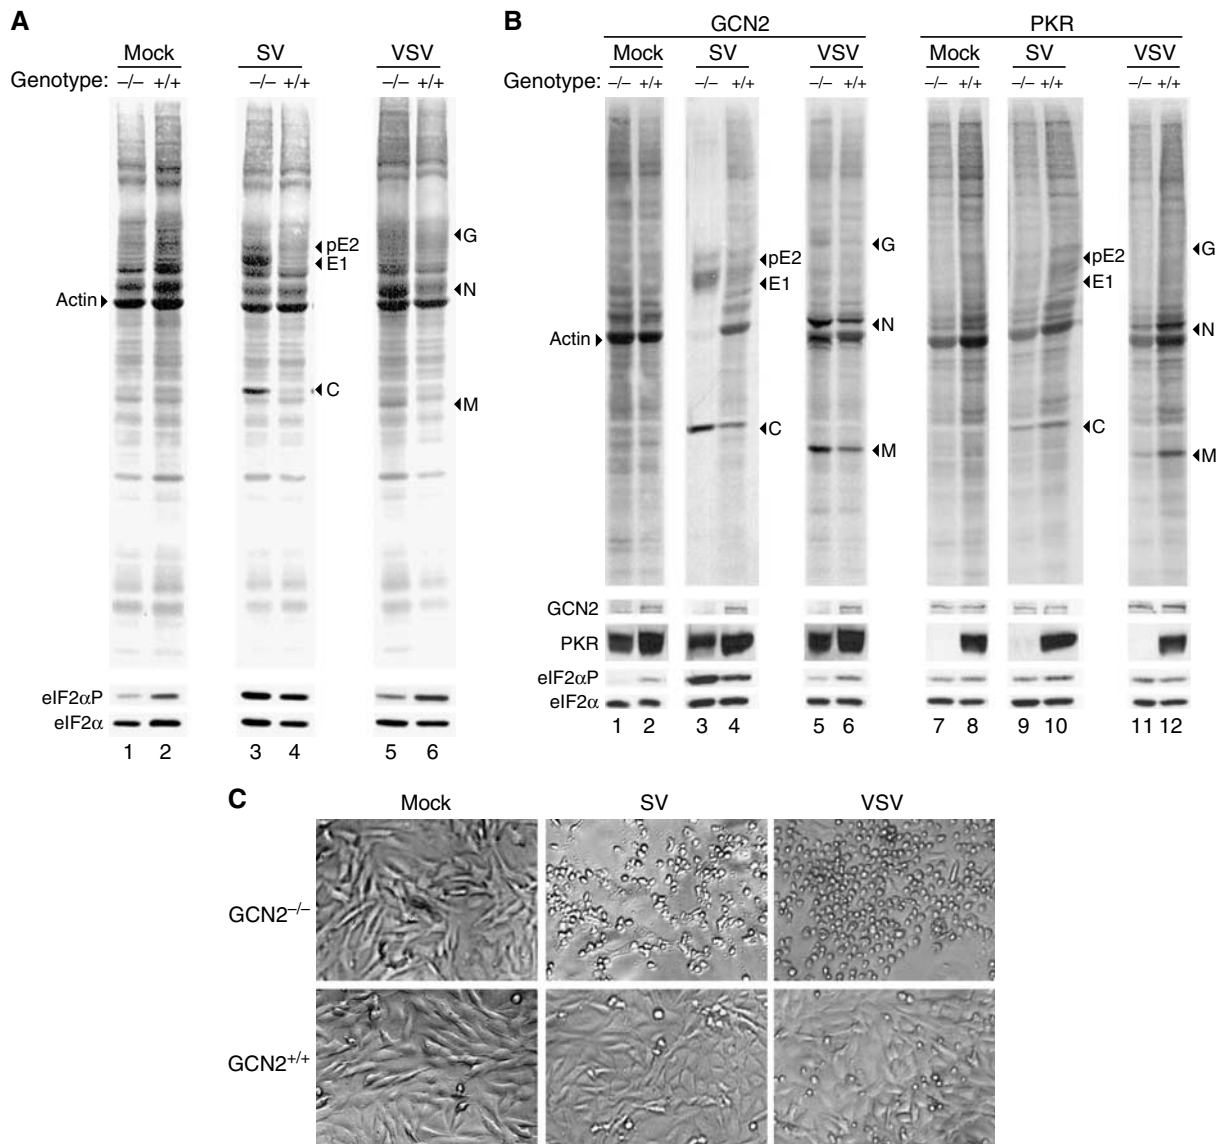 A
Mock SV VSV
Genotype: –/– +/+ –/– +/+ –/– +/+
G
pE2
E1
N
Actin
C
M
eIF2αP
eIF2α
1 2 3 4 5 6
B
GCN2 PKR
Mock SV VSV Mock SV VSV
Genotype: –/– +/+ –/– +/+ –/– +/+ –/– +/+ –/– +/+ –/– +/+
G G
pE2 pE2
E1 E1
N N
Actin
C C
M M
GCN2
PKR
eIF2αP
eIF2α
1 2 3 4 5 6 7 8 9 10 11 12
C
Mock SV VSV
GCN2–/–
GCN2+/+